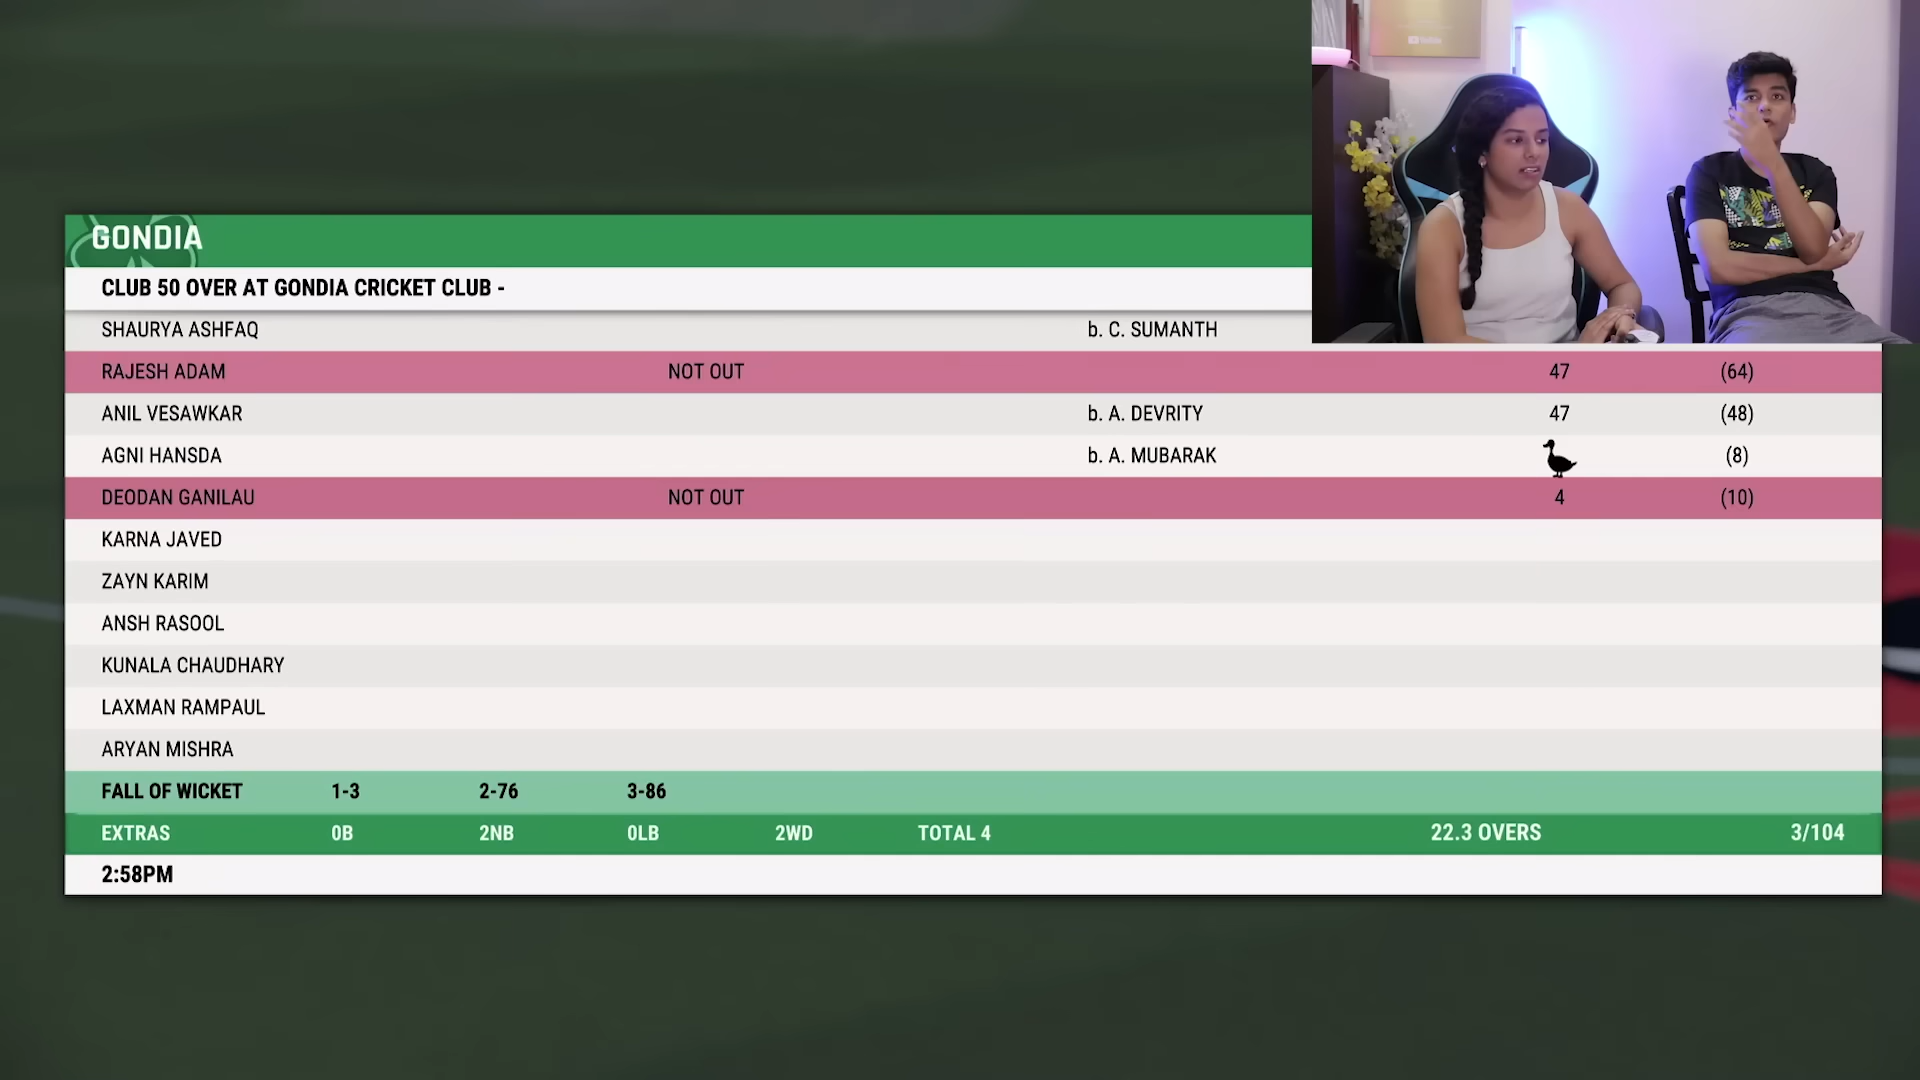 GONDIA
CLUB 50 OVER AT GONDIA CRICKET CLUB -
SHAURYA ASHFAQ b. C. SUMANTH
RAJESH ADAM NOT OUT 47 (64)
ANIL VESAWKAR b. A. DEVRITY 47 (48)
AGNI HANSDA b. A. MUBARAK (8)
DEODAN GANILAU NOT OUT 4 (10)
KARNA JAVED
ZAYN KARIM
ANSH RASOOL
KUNALA CHAUDHARY
LAXMAN RAMPAUL
ARYAN MISHRA
FALL OF WICKET 1-3 2-76 3-86
EXTRAS 0B 2NB 0LB 2WD TOTAL 4 22.3 OVERS 3/104
2:58PM